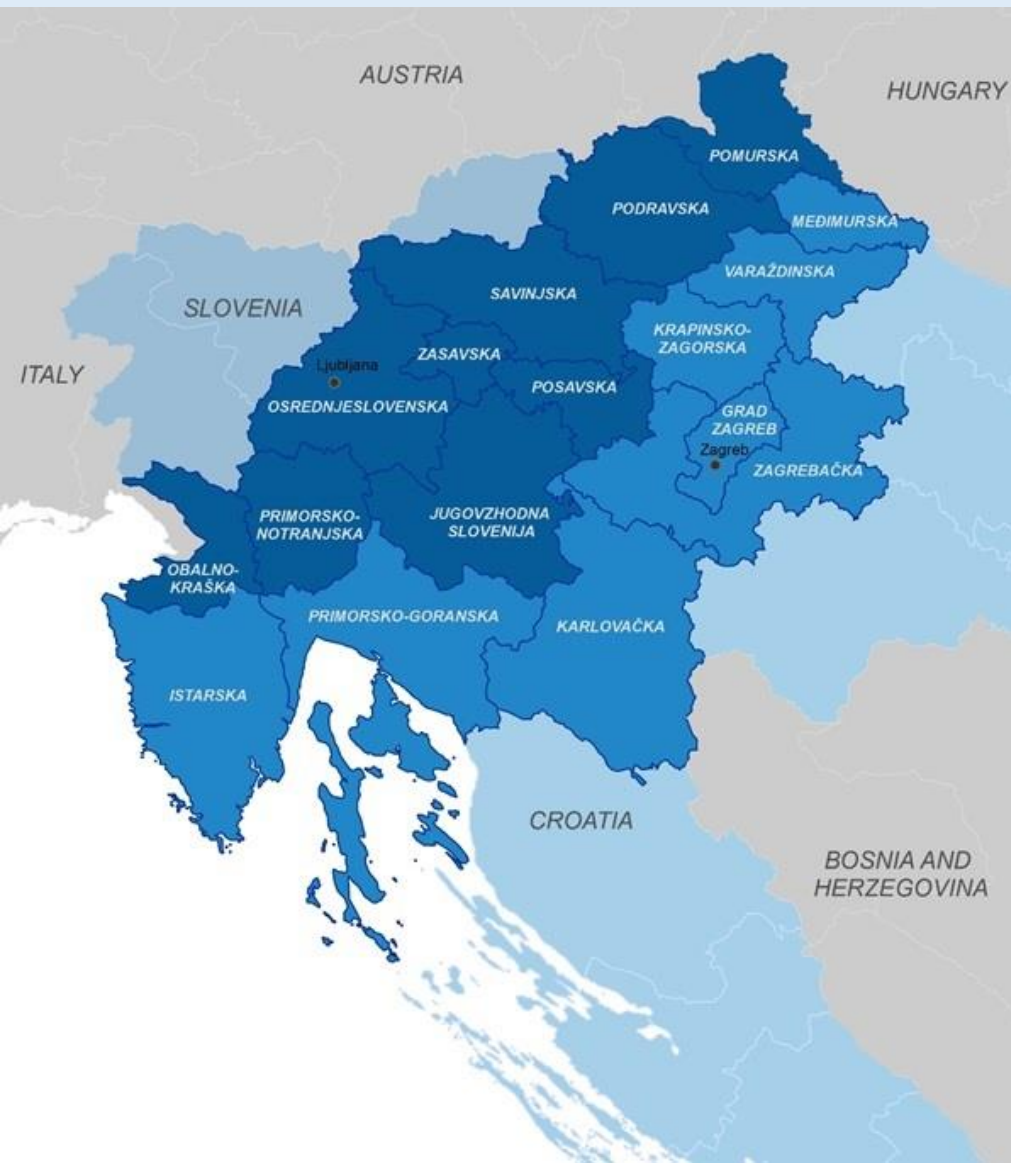 AUSTRIA
HUNGARY
POMURSKA
PODRAVSKA
MEĐIMURSKA
VARAŽDINSKA
SAVINJSKA
SLOVENIA
KRAPINSKO-
ZAGORSKA
ZASAVSKA
Ljubljana
ITALY
POSAVSKA
OSREDNJESLOVENSKA
GRAD
ZAGREB
Zagreb
ZAGREBAČKA
PRIMORSKO-
NOTRANJSKA
JUGOVZHODNA
SLOVENIJA
OBALNO-
KRAŠKA
PRIMORSKO-GORANSKA
KARLOVAČKA
ISTARSKA
CROATIA
BOSNIA AND
HERZEGOVINA